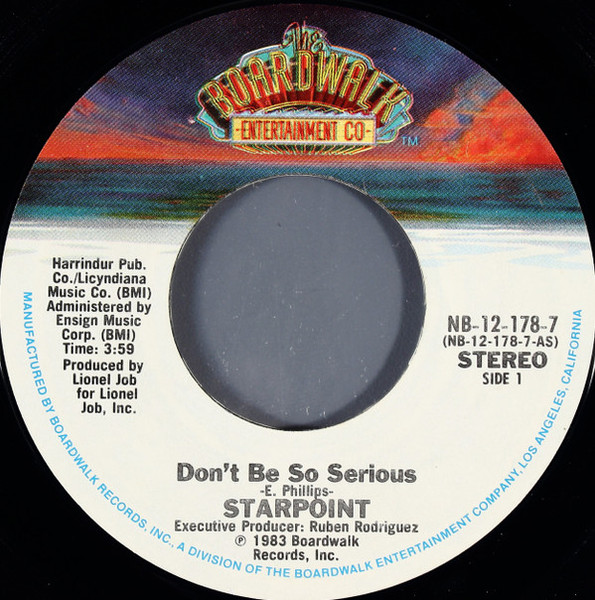 The
BOARDWALK
-ENTERTAINMENT CO-
TM
Harrindur Pub.
Co./Licyndiana
Music Co. (BMI)
Administered by
Ensign Music
Corp. (BMI)
Time: 3:59
Produced by
Lionel Job
for Lionel
Job, Inc.
NB-12-178-7
(NB-12-178-7-AS)
STEREO
SIDE 1
Don't Be So Serious
-E. Phillips-
STARPOINT
Executive Producer: Ruben Rodriguez
℗ 1983 Boardwalk
Records, Inc.
MANUFACTURED BY BOARDWALK RECORDS, INC., A DIVISION OF THE BOARDWALK ENTERTAINMENT COMPANY, LOS ANGELES, CALIFORNIA